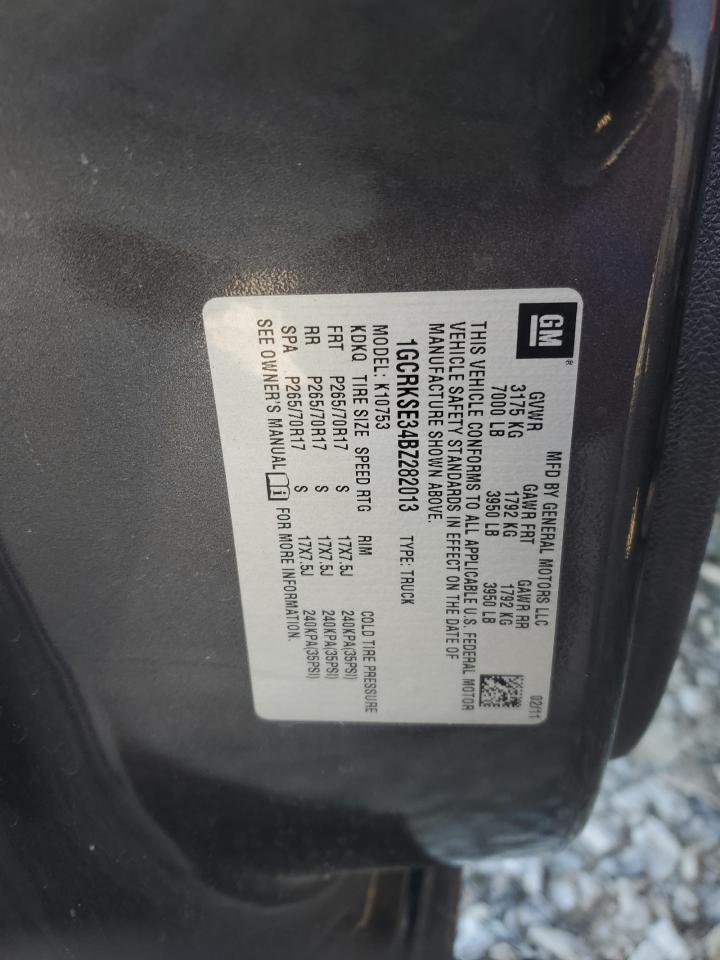 GM®
MFD BY GENERAL MOTORS LLC 02/11
GVWR GAWR FRT GAWR RR
3175 KG 1792 KG 1792 KG
7000 LB 3950 LB 3950 LB
THIS VEHICLE CONFORMS TO ALL APPLICABLE U.S. FEDERAL MOTOR
VEHICLE SAFETY STANDARDS IN EFFECT ON THE DATE OF
MANUFACTURE SHOWN ABOVE.
1GCRKSE34BZ282013 TYPE: TRUCK
MODEL: K10753
KDKQ TIRE SIZE SPEED RTG RIM COLD TIRE PRESSURE
FRT P265/70R17 S 17X7.5J 240KPA(35PSI)
RR P265/70R17 S 17X7.5J 240KPA(35PSI)
SPA P265/70R17 S 17X7.5J 240KPA(35PSI)
SEE OWNER'S MANUAL FOR MORE INFORMATION.